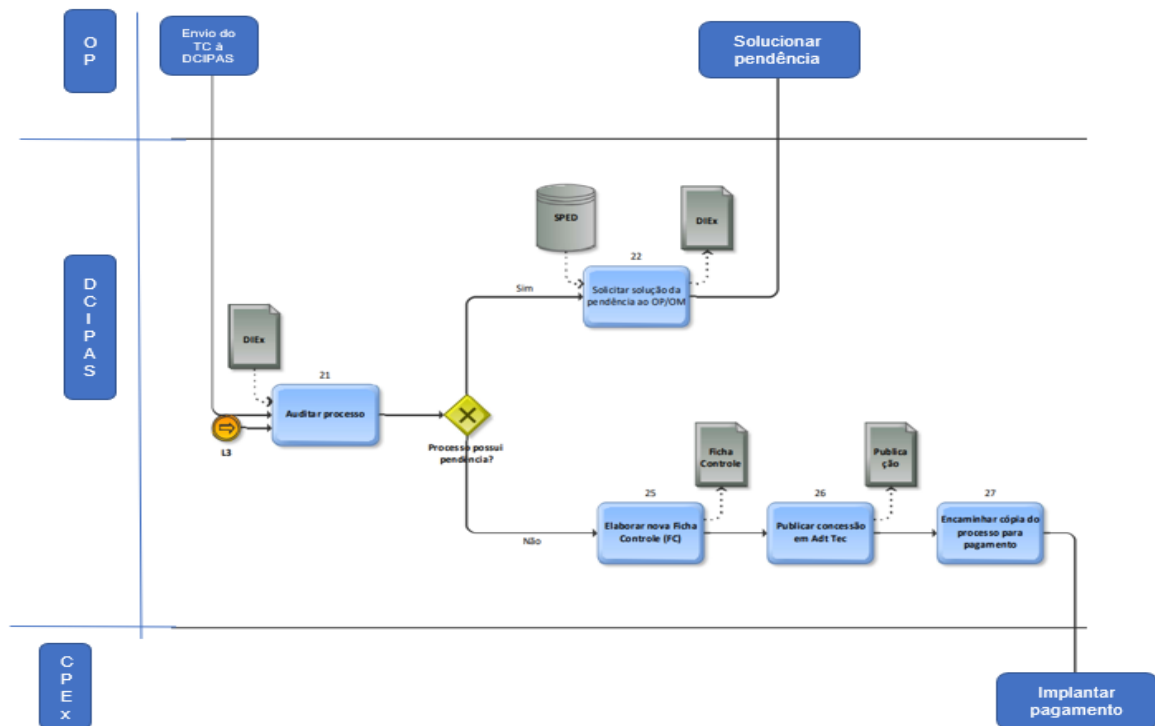 O
P
Envio do
TC à
DCIPAS
Solucionar
pendência
D
C
I
P
A
S
SPED
DIEx
22
Solicitar solução da
pendência ao OP/OM
Sim
DIEx
21
Auditar processo
L3
Processo possui
pendência?
Não
Ficha
Controle
Publica
ção
25
Elaborar nova Ficha
Controle (FC)
26
Publicar concessão
em Adt Tec
27
Encaminhar cópia do
processo para
pagamento
C
P
E
x
Implantar
pagamento